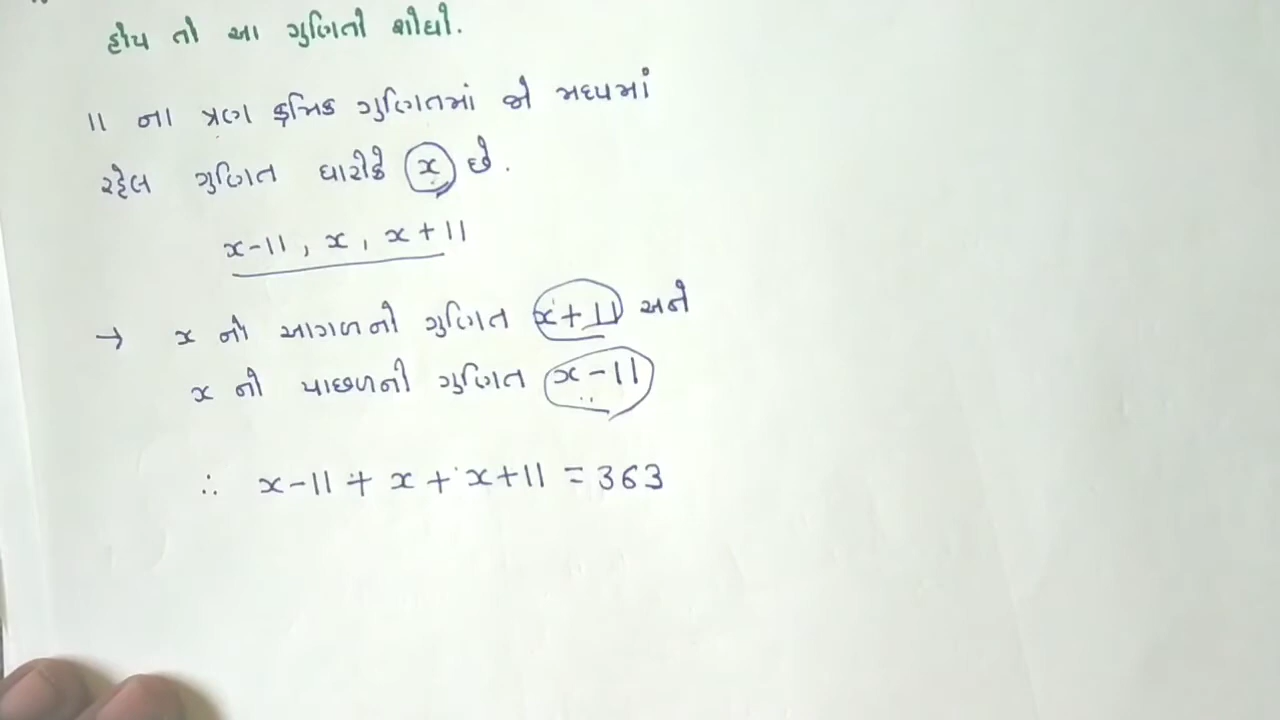 હોય તો આ ગુણિતો શોધો.
11 ના ત્રણ ક્રમિક ગુણિતમાં જો મધ્યમાં
રહેલ ગુણિત ધારોકે x છે.
x-11, x, x+11
→ x નો આગળનો ગુણિત x+11 અને
x નો પાછળનો ગુણિત x-11
∴ x-11 + x + x+11 = 363